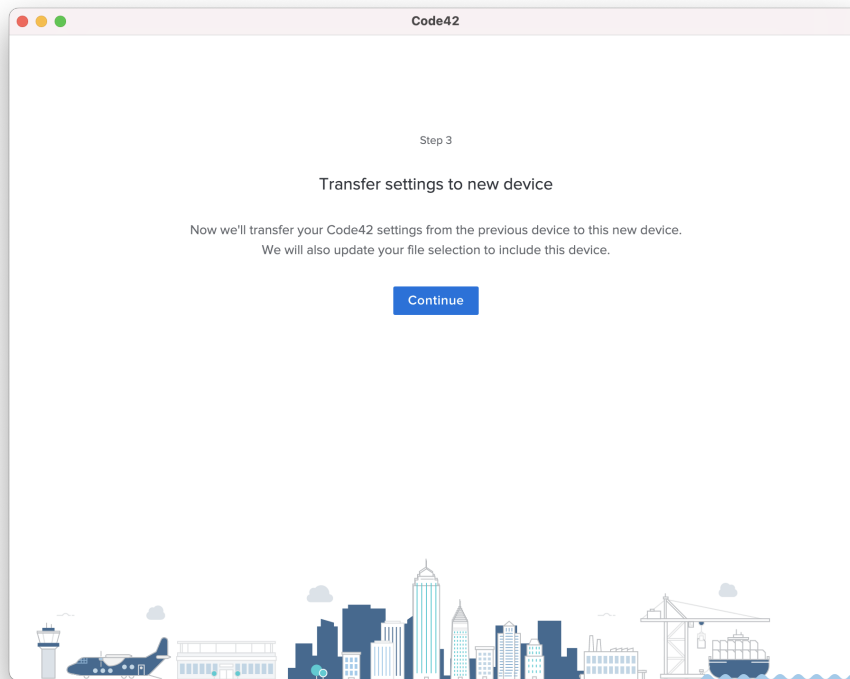 Code42
Step 3
Transfer settings to new device
Now we'll transfer your Code42 settings from the previous device to this new device.
We will also update your file selection to include this device.
Continue